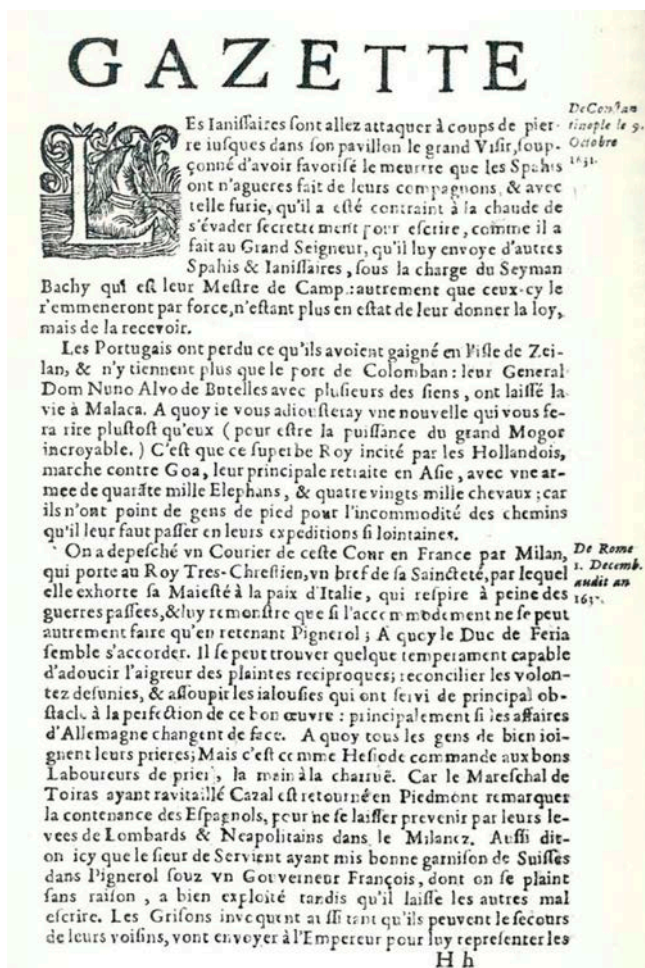 GAZETTE
De Constan
tinople le 9.
Octobre
1631.
LEs Ianiſſaires ſont allez attaquer à coups de pier-
re iuſques dans ſon pavillon le grand Viſir, ſoup-
çonné d'avoir favoriſé le meurtre que les Spahis
ont n'agueres fait de leurs compagnons, & avec
telle furie, qu'il a eſté contraint à la chaude de
s'évader ſecrettement pour eſcrire, comme il a
fait au Grand Seigneur, qu'il luy envoye d'autres
Spahis & Ianiſſaires, ſous la charge du Seyman
Bachy qui eſt leur Meſtre de Camp.:autrement que ceux-cy le
r'emmeneront par force, n'eſtant plus en eſtat de leur donner la loy,
mais de la recevoir.
Les Portugais ont perdu ce qu'ils avoient gaigné en l'iſle de Zei-
lan, & n'y tiennent plus que le port de Colomban: leur General
Dom Nuno Alvo de Butelles avec pluſieurs des ſiens, ont laiſſé la
vie à Malaca. A quoy ie vous adiouſteray vne nouvelle qui vous fe-
ra rire pluſtoſt qu'eux (pour eſtre la puiſſance du grand Mogor
incroyable.) C'eſt que ce ſuperbe Roy incité par les Hollandois,
marche contre Goa, leur principale retraite en Aſie, avec vne ar-
mee de quarãte mille Elephans, & quatre vingts mille chevaux; car
ils n'ont point de gens de pied pour l'incommodité des chemins
qu'il leur faut paſſer en leurs expeditions ſi lointaines.
De Rome
1. Decemb.
audit an
On a depeſché vn Courier de ceſte Cour en France par Milan,
qui porte au Roy Tres-Chreſtien, vn bref de ſa Saincteté, par lequel
elle exhorte ſa Maieſté à la paix d'Italie, qui reſpire à peine des
guerres paſſées, & luy remonſtre que ſi l'accommodement ne ſe peut
autrement faire qu'en retenant Pignerol; A quoy le Duc de Feria
ſemble s'accorder. Il ſe peut trouver quelque temperament capable
d'adoucir l'aigreur des plaintes reciproques; reconcilier les volon-
tez deſunies, & aſſoupir les ialouſies qui ont ſervi de principal ob-
ſtacle à la perfection de ce bon œuvre: principalement ſi les affaires
d'Allemagne changent de face. A quoy tous les gens de bien ioi-
gnent leurs prieres; Mais c'eſt comme Heſiode commande aux bons
Laboureurs de prier, la main à la charruë. Car le Mareſchal de
Toiras ayant ravitaillé Cazal eſt retourné en Piedmont remarquer
la contenance des Eſpagnols, pour ne ſe laiſſer prevenir par leurs le-
vees de Lombards & Neapolitains dans le Milanez. Auſſi dit-
on icy que le ſieur de Servient ayant mis bonne garniſon de Suiſſes
dans Pignerol ſouz vn Gouverneur François, dont on ſe plaint
ſans raiſon, a bien exploité tandis qu'il laiſſe les autres mal
eſcrire. Les Griſons invoquent auſſi tant qu'ils peuvent le ſecours
de leurs voiſins, vont envoyer à l'Empereur pour luy repreſenter les
H h